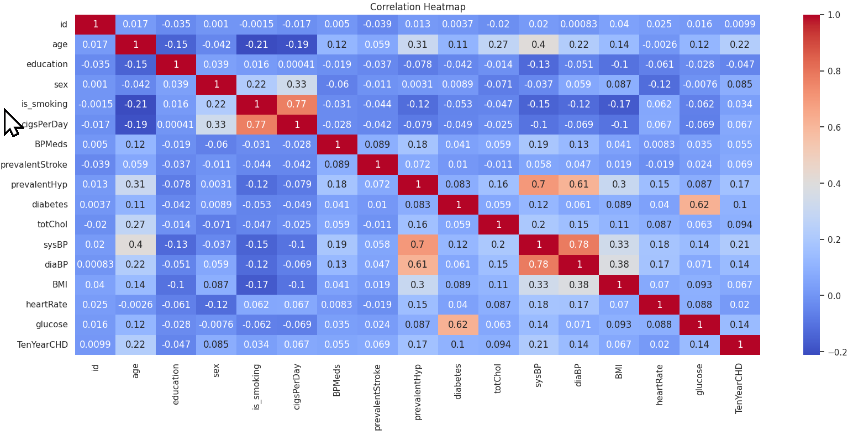 Correlation Heatmap
id 1 0.017 -0.035 0.001 -0.0015 -0.017 0.005 -0.039 0.013 0.0037 -0.02 0.02 0.00083 0.04 0.025 0.016 0.0099
age 0.017 1 -0.15 -0.042 -0.21 -0.19 0.12 0.059 0.31 0.11 0.27 0.4 0.22 0.14 -0.0026 0.12 0.22
education -0.035 -0.15 1 0.039 0.016 0.00041 -0.019 -0.037 -0.078 -0.042 -0.014 -0.13 -0.051 -0.1 -0.061 -0.028 -0.047
sex 0.001 -0.042 0.039 1 0.22 0.33 -0.06 -0.011 0.0031 0.0089 -0.071 -0.037 0.059 0.087 -0.12 -0.0076 0.085
is_smoking -0.0015 -0.21 0.016 0.22 1 0.77 -0.031 -0.044 -0.12 -0.053 -0.047 -0.15 -0.12 -0.17 0.062 -0.062 0.034
cigsPerDay -0.017 -0.19 0.00041 0.33 0.77 1 -0.028 -0.042 -0.079 -0.049 -0.025 -0.1 -0.069 -0.1 0.067 -0.069 0.067
BPMeds 0.005 0.12 -0.019 -0.06 -0.031 -0.028 1 0.089 0.18 0.041 0.059 0.19 0.13 0.041 0.0083 0.035 0.055
prevalentStroke -0.039 0.059 -0.037 -0.011 -0.044 -0.042 0.089 1 0.072 0.01 -0.011 0.058 0.047 0.019 -0.019 0.024 0.069
prevalentHyp 0.013 0.31 -0.078 0.0031 -0.12 -0.079 0.18 0.072 1 0.083 0.16 0.7 0.61 0.3 0.15 0.087 0.17
diabetes 0.0037 0.11 -0.042 0.0089 -0.053 -0.049 0.041 0.01 0.083 1 0.059 0.12 0.061 0.089 0.04 0.62 0.1
totChol -0.02 0.27 -0.014 -0.071 -0.047 -0.025 0.059 -0.011 0.16 0.059 1 0.2 0.15 0.11 0.087 0.063 0.094
sysBP 0.02 0.4 -0.13 -0.037 -0.15 -0.1 0.19 0.058 0.7 0.12 0.2 1 0.78 0.33 0.18 0.14 0.21
diaBP 0.00083 0.22 -0.051 0.059 -0.12 -0.069 0.13 0.047 0.61 0.061 0.15 0.78 1 0.38 0.17 0.071 0.14
BMI 0.04 0.14 -0.1 0.087 -0.17 -0.1 0.041 0.019 0.3 0.089 0.11 0.33 0.38 1 0.07 0.093 0.067
heartRate 0.025 -0.0026 -0.061 -0.12 0.062 0.067 0.0083 -0.019 0.15 0.04 0.087 0.18 0.17 0.07 1 0.088 0.02
glucose 0.016 0.12 -0.028 -0.0076 -0.062 -0.069 0.035 0.024 0.087 0.62 0.063 0.14 0.071 0.093 0.088 1 0.14
TenYearCHD 0.0099 0.22 -0.047 0.085 0.034 0.067 0.055 0.069 0.17 0.1 0.094 0.21 0.14 0.067 0.02 0.14 1
id age education sex is_smoking cigsPerDay BPMeds prevalentStroke prevalentHyp diabetes totChol sysBP diaBP BMI heartRate glucose TenYearCHD
1.0
0.8
0.6
0.4
0.2
0.0
−0.2